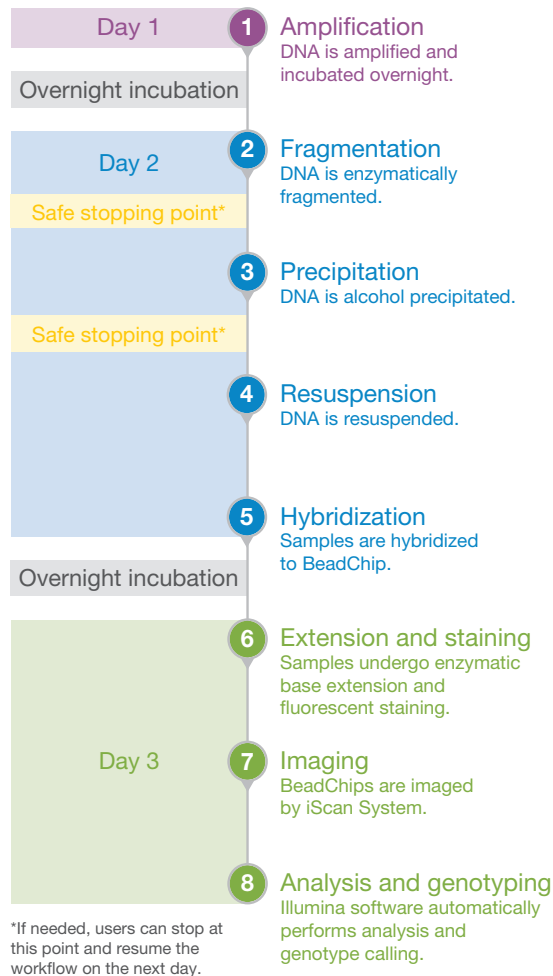 Day 1
1
Amplification
DNA is amplified and
incubated overnight.
Overnight incubation
2
Fragmentation
DNA is enzymatically
fragmented.
Day 2
Safe stopping point*
3
Precipitation
DNA is alcohol precipitated.
Safe stopping point*
4
Resuspension
DNA is resuspended.
5
Hybridization
Samples are hybridized
to BeadChip.
Overnight incubation
6
Extension and staining
Samples undergo enzymatic
base extension and
fluorescent staining.
Day 3
7
Imaging
BeadChips are imaged
by iScan System.
8
Analysis and genotyping
Illumina software automatically
performs analysis and
genotype calling.
*If needed, users can stop at
this point and resume the
workflow on the next day.